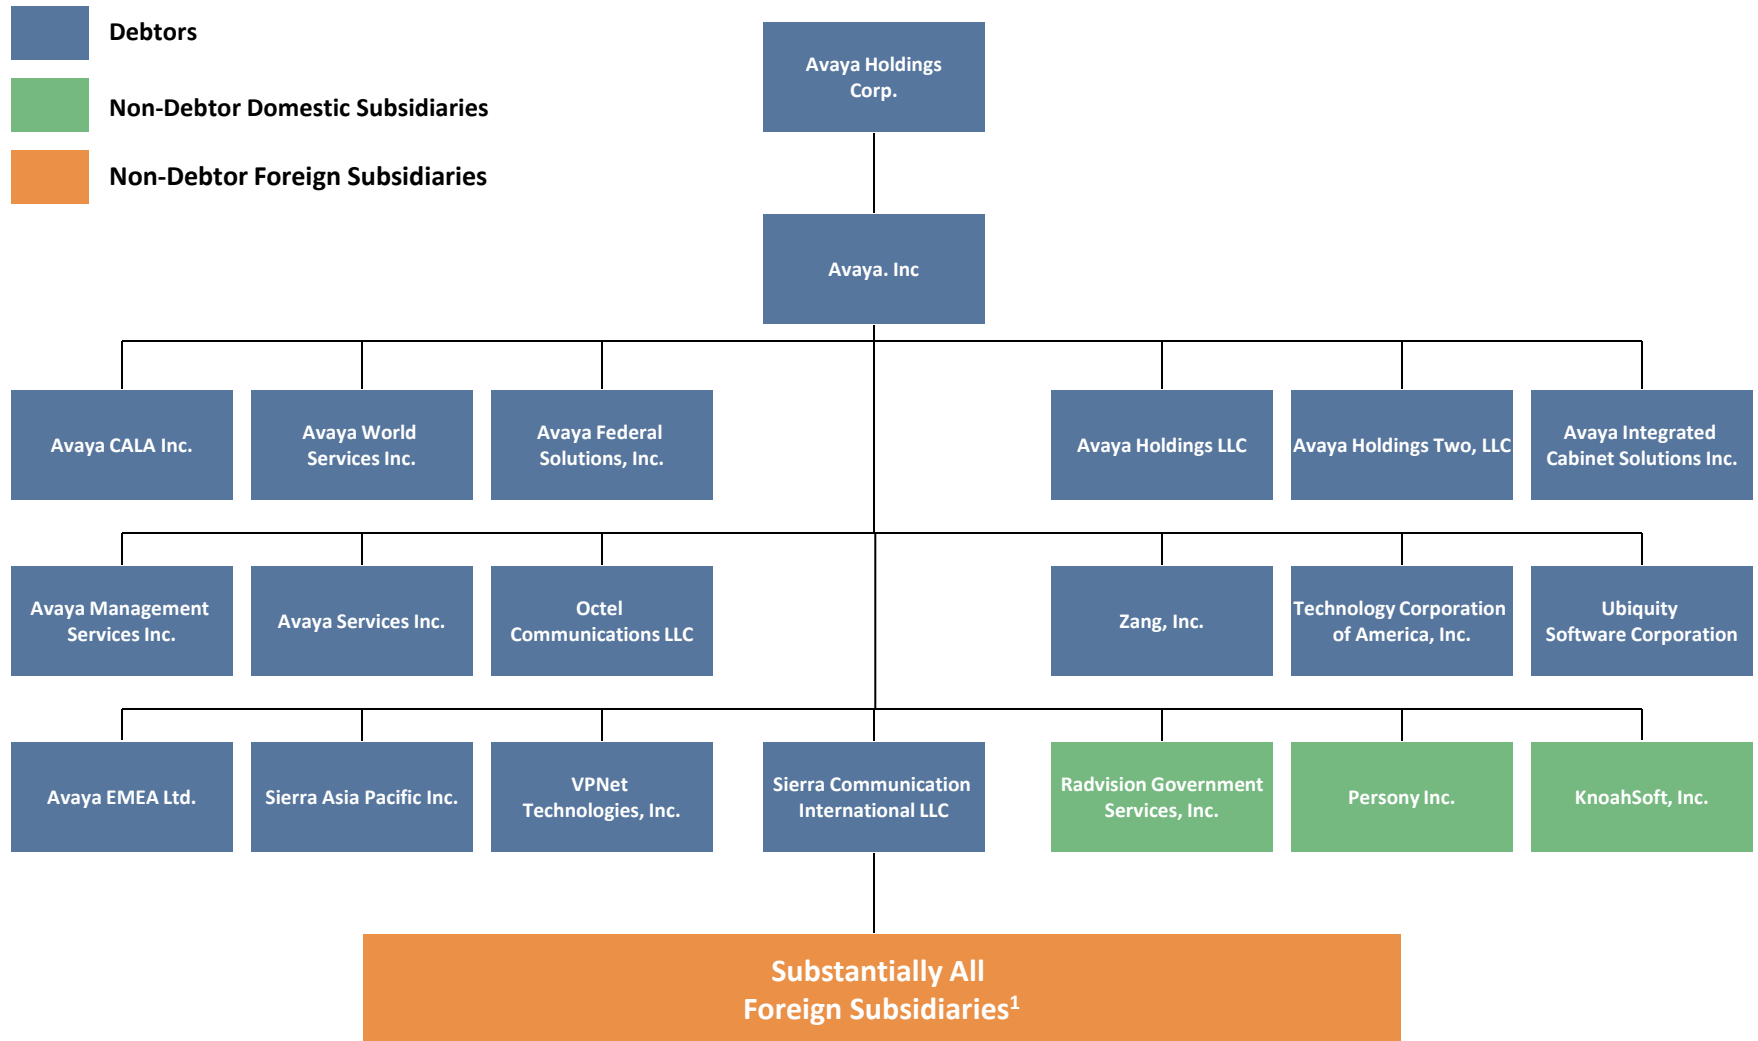 Debtors
Non-Debtor Domestic Subsidiaries
Non-Debtor Foreign Subsidiaries
Avaya Holdings
Corp.
Avaya. Inc
Avaya CALA Inc.
Avaya World
Services Inc.
Avaya Federal
Solutions, Inc.
Avaya Holdings LLC
Avaya Holdings Two, LLC
Avaya Integrated
Cabinet Solutions Inc.
Avaya Management
Services Inc.
Avaya Services Inc.
Octel
Communications LLC
Zang, Inc.
Technology Corporation
of America, Inc.
Ubiquity
Software Corporation
Avaya EMEA Ltd.
Sierra Asia Pacific Inc.
VPNet
Technologies, Inc.
Sierra Communication
International LLC
Radvision Government
Services, Inc.
Persony Inc.
KnoahSoft, Inc.
Substantially All
Foreign Subsidiaries¹